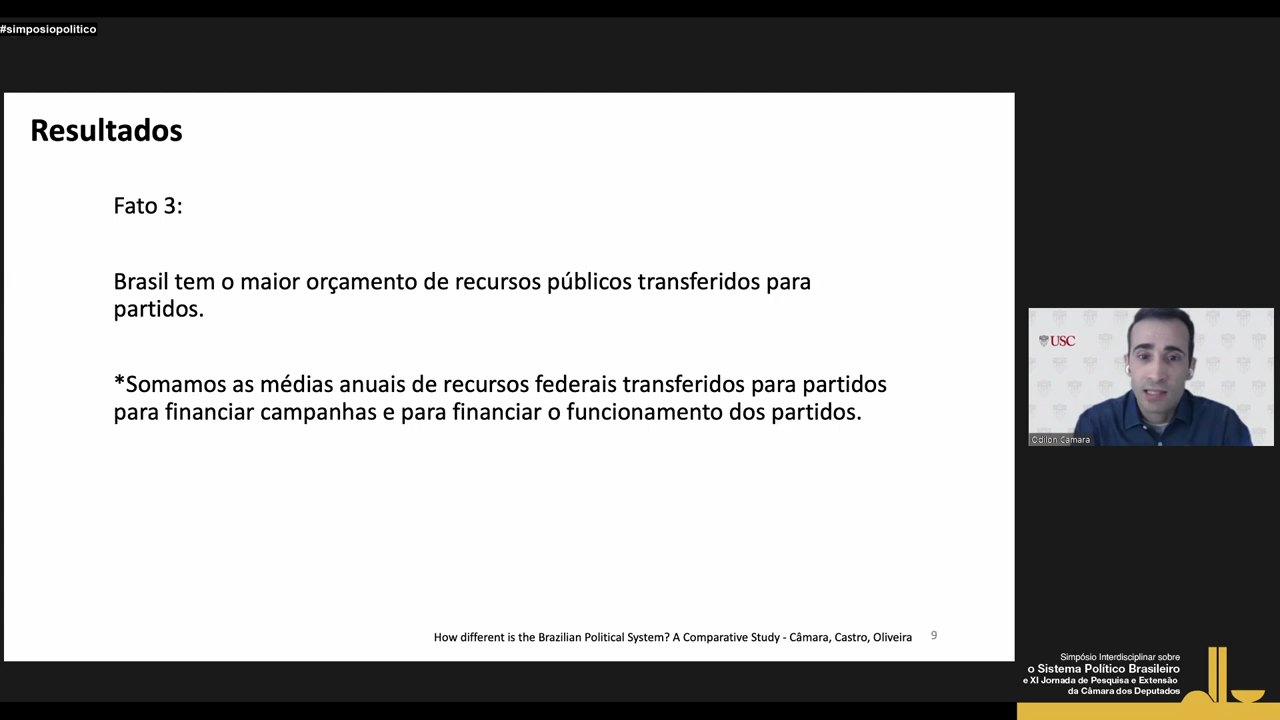 #simposiopolitico
Resultados
Fato 3:
Brasil tem o maior orçamento de recursos públicos transferidos para
partidos.
*Somamos as médias anuais de recursos federais transferidos para partidos
para financiar campanhas e para financiar o funcionamento dos partidos.
How different is the Brazilian Political System? A Comparative Study - Câmara, Castro, Oliveira
9
USC
Odilon Camara
Simpósio Interdisciplinar sobre
o Sistema Político Brasileiro
e XI Jornada de Pesquisa e Extensão
da Câmara dos Deputados